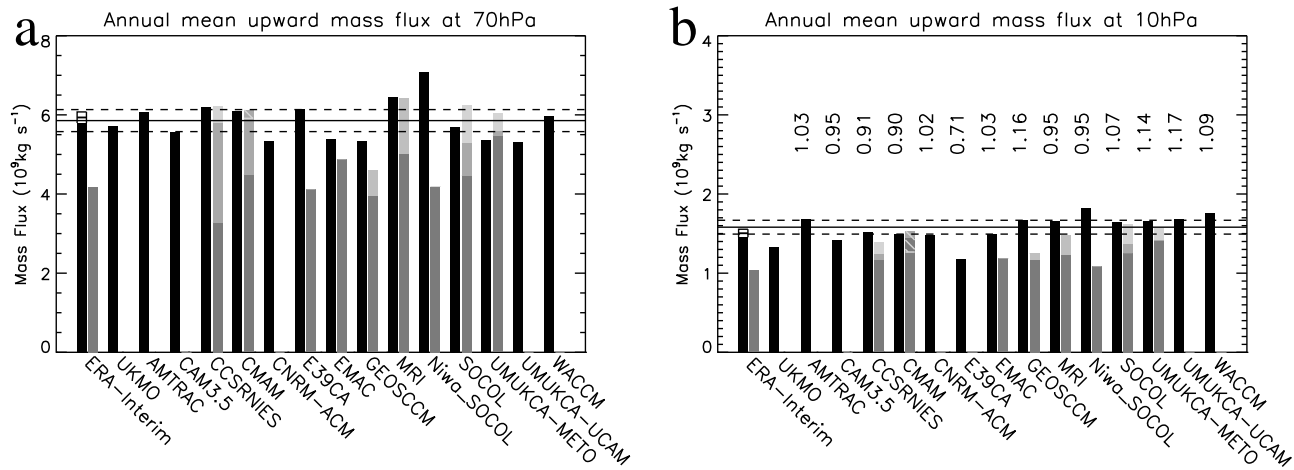 a
Annual mean upward mass flux at 70hPa
Mass Flux (10⁹kg s⁻¹)
8
6
4
2
0
ERA-Interim
UKMO
AMTRAC
CAM3.5
CCSRNIES
CMAM
CNRM-ACM
E39CA
EMAC
GEOSCCM
MRI
Niwa_SOCOL
SOCOL
UMUKCA-METO
UMUKCA-UCAM
WACCM
b
Annual mean upward mass flux at 10hPa
Mass Flux (10⁹kg s⁻¹)
4
3
2
1
0
1.03
0.95
0.91
0.90
1.02
0.71
1.03
1.16
0.95
0.95
1.07
1.14
1.17
1.09
ERA-Interim
UKMO
AMTRAC
CAM3.5
CCSRNIES
CMAM
CNRM-ACM
E39CA
EMAC
GEOSCCM
MRI
Niwa_SOCOL
SOCOL
UMUKCA-METO
UMUKCA-UCAM
WACCM